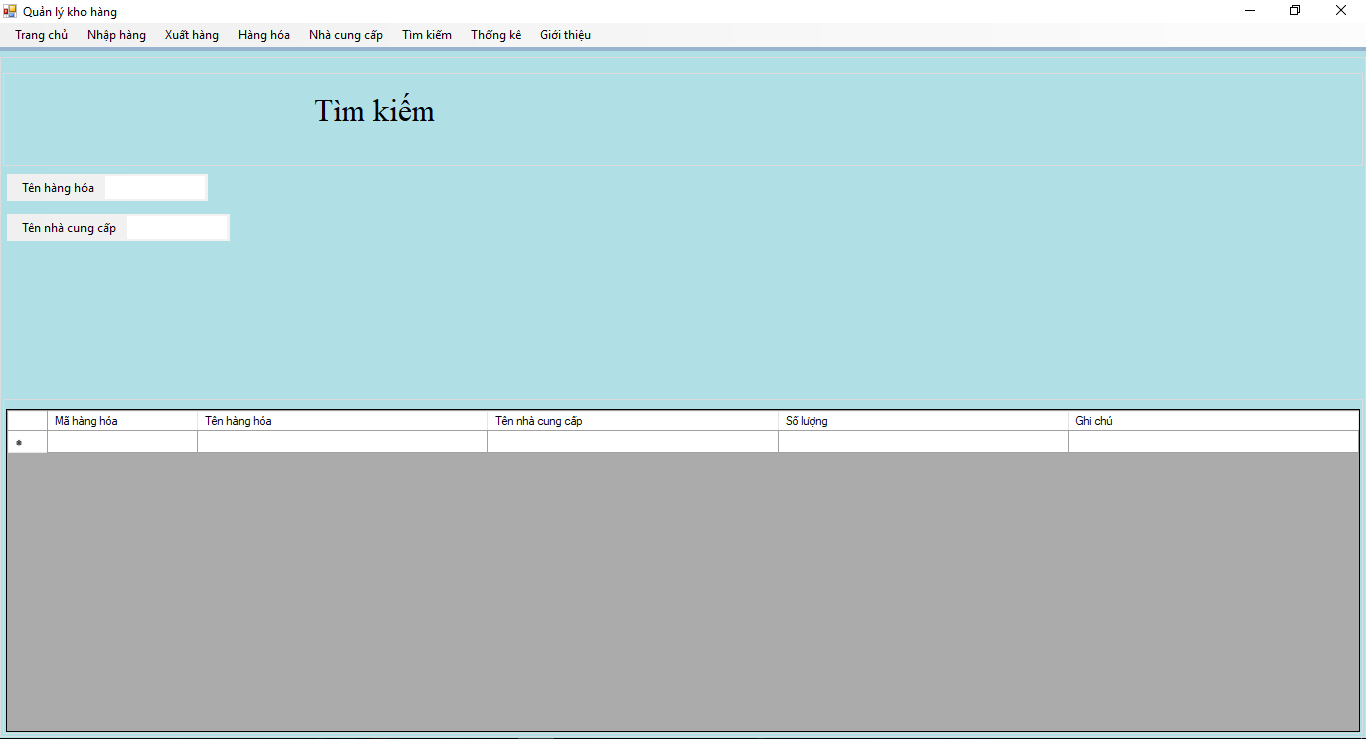 Quản lý kho hàng
Trang chủ Nhập hàng Xuất hàng Hàng hóa Nhà cung cấp Tìm kiếm Thống kê Giới thiệu
Tìm kiếm
Tên hàng hóa
Tên nhà cung cấp
Mã hàng hóa Tên hàng hóa Tên nhà cung cấp Số lượng Ghi chú